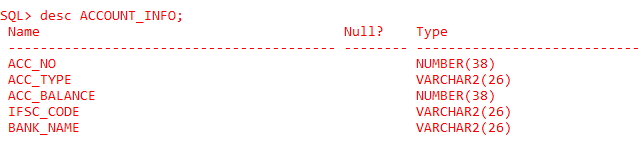 SQL> desc ACCOUNT_INFO;
Name                                      Null?    Type
----------------------------------------- -------- ----------------------------
ACC_NO                                             NUMBER(38)
ACC_TYPE                                           VARCHAR2(26)
ACC_BALANCE                                        NUMBER(38)
IFSC_CODE                                          VARCHAR2(26)
BANK_NAME                                          VARCHAR2(26)